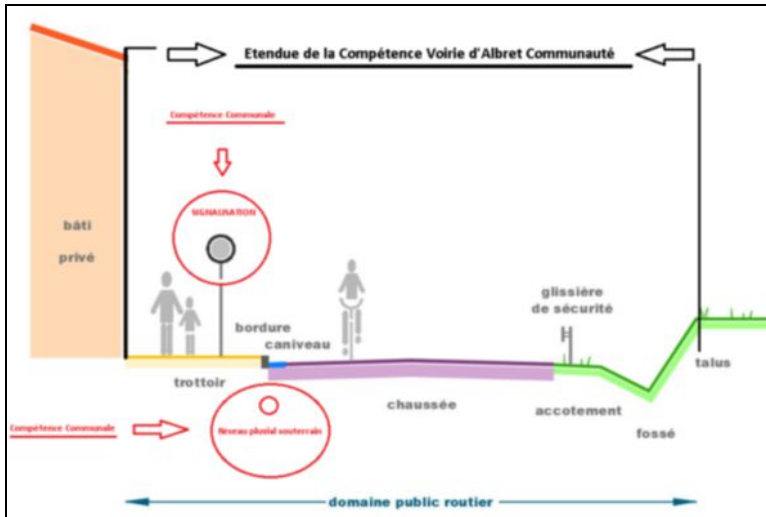 Etendue de la Compétence Voirie d'Albret Communauté
Compétence Communale
SIGNALISATION
bâti
privé
glissière
de sécurité
bordure
caniveau
trottoir
chaussée
accotement
fossé
talus
Compétence Communale
Réseau pluvial souterrain
domaine public routier